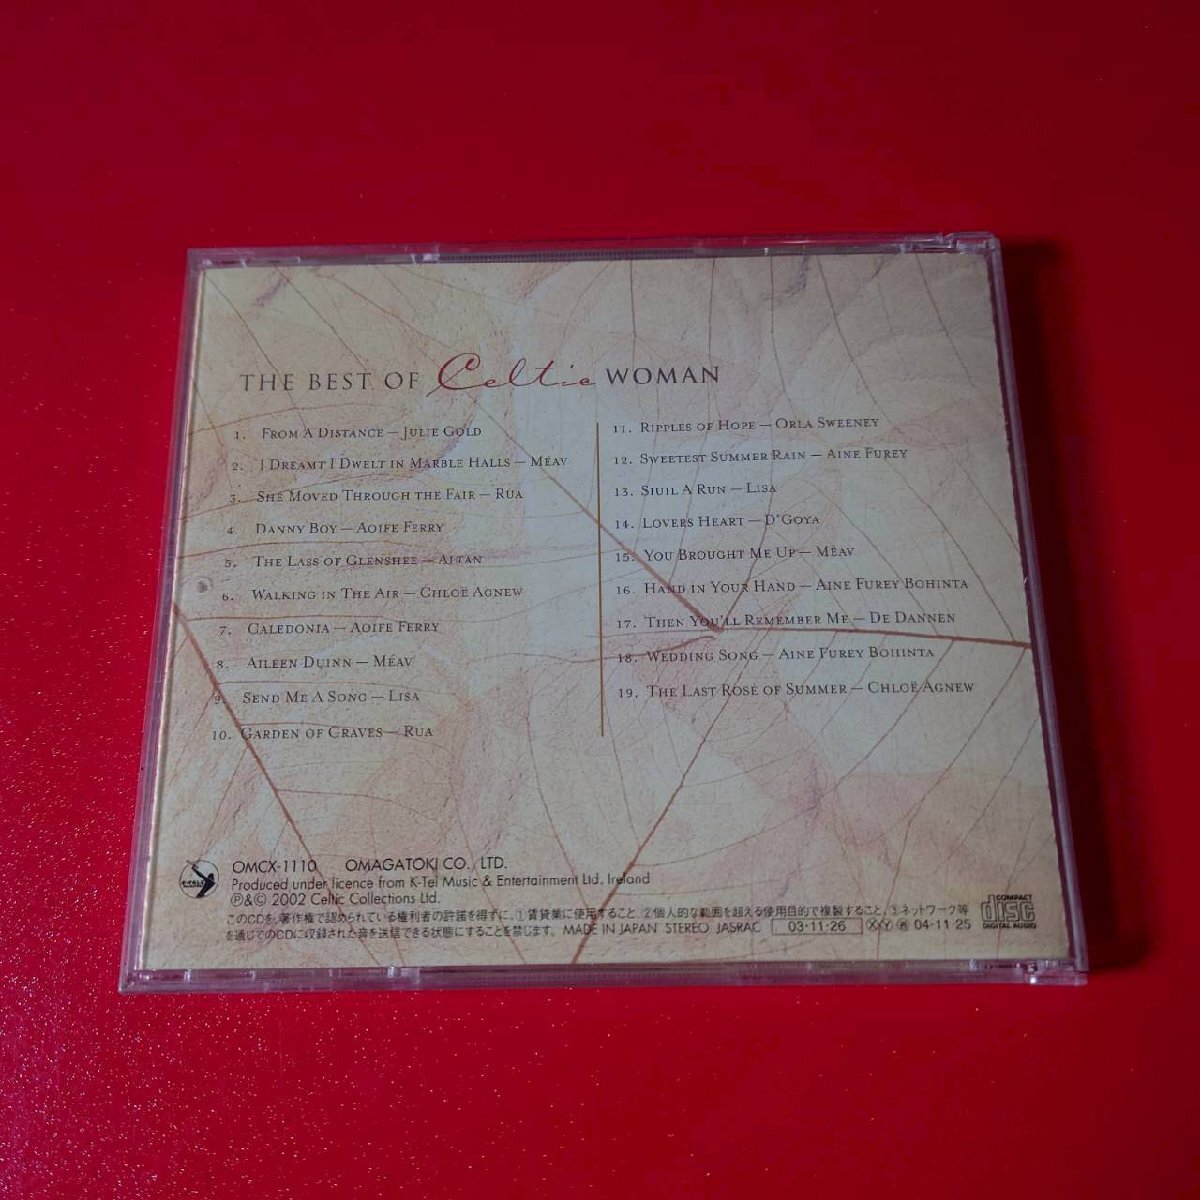 THE BEST OF Celtic WOMAN
1. FROM A DISTANCE — JULIE GOLD
2. I DREAMT I DWELT IN MARBLE HALLS — MÉAV
3. SHE MOVED THROUGH THE FAIR — RUA
4. DANNY BOY — AOIFE FERRY
5. THE LASS OF GLENSHEE — ALTAN
6. WALKING IN THE AIR — CHLOË AGNEW
7. CALEDONIA — AOIFE FERRY
8. AILEEN DUINN — MÉAV
9. SEND ME A SONG — LISA
10. GARDEN OF GRAVES — RUA
11. RIPPLES OF HOPE — ORLA SWEENEY
12. SWEETEST SUMMER RAIN — AINE FUREY
13. SIUIL A RUN — LISA
14. LOVERS HEART — D'GOYA
15. YOU BROUGHT ME UP — MÉAV
16. HAND IN YOUR HAND — AINE FUREY BOHINTA
17. THEN YOU'LL REMEMBER ME — DE DANNEN
18. WEDDING SONG — AINE FUREY BOHINTA
19. THE LAST ROSE OF SUMMER — CHLOË AGNEW
OMCX-1110 OMAGATOKI CO., LTD.
Produced under licence from K-Tel Music & Entertainment Ltd. Ireland
℗&© 2002 Celtic Collections Ltd.
このCDを、著作権で認められている権利者の許諾を得ずに、①賃貸業に使用すること、②個人的な範囲を超える使用目的で複製すること、③ネットワーク等
を通じてこのCDに収録された音を送信できる状態にすることを禁じます。 MADE IN JAPAN STEREO JASRAC 03・11・26 ⓍⓎ 04・11・25
COMPACT
disc
DIGITAL AUDIO